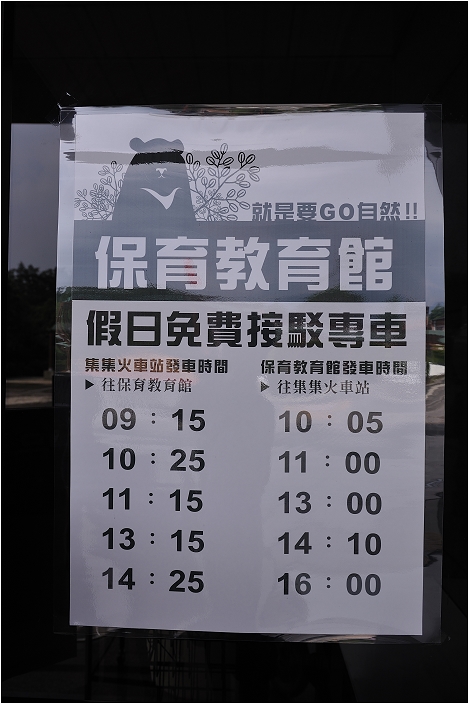 就是要GO自然!!
保育教育館
假日免費接駁專車
集集火車站發車時間 保育教育館發車時間
▶ 往保育教育館 ▶ 往集集火車站
09：15 10：05
10：25 11：00
11：15 13：00
13：15 14：10
14：25 16：00